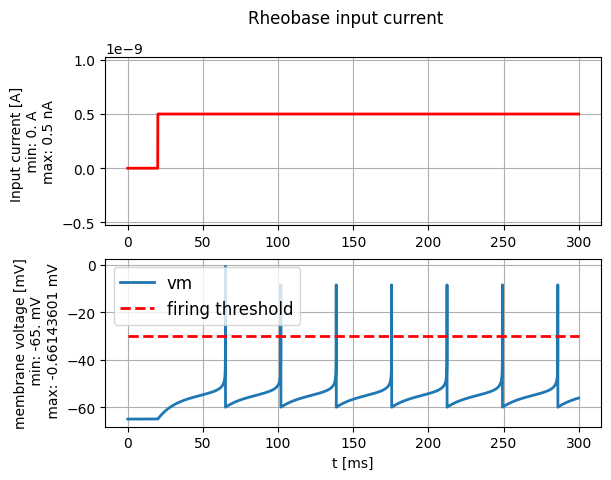 Rheobase input current
1e−9
Input current [A]
min: 0. A
max: 0.5 nA
1.0
0.5
0.0
−0.5
0
50
100
150
200
250
300
membrane voltage [mV]
min: -65. mV
max: -0.66143601 mV
0
−20
−40
−60
vm
firing threshold
0
50
100
150
200
250
300
t [ms]